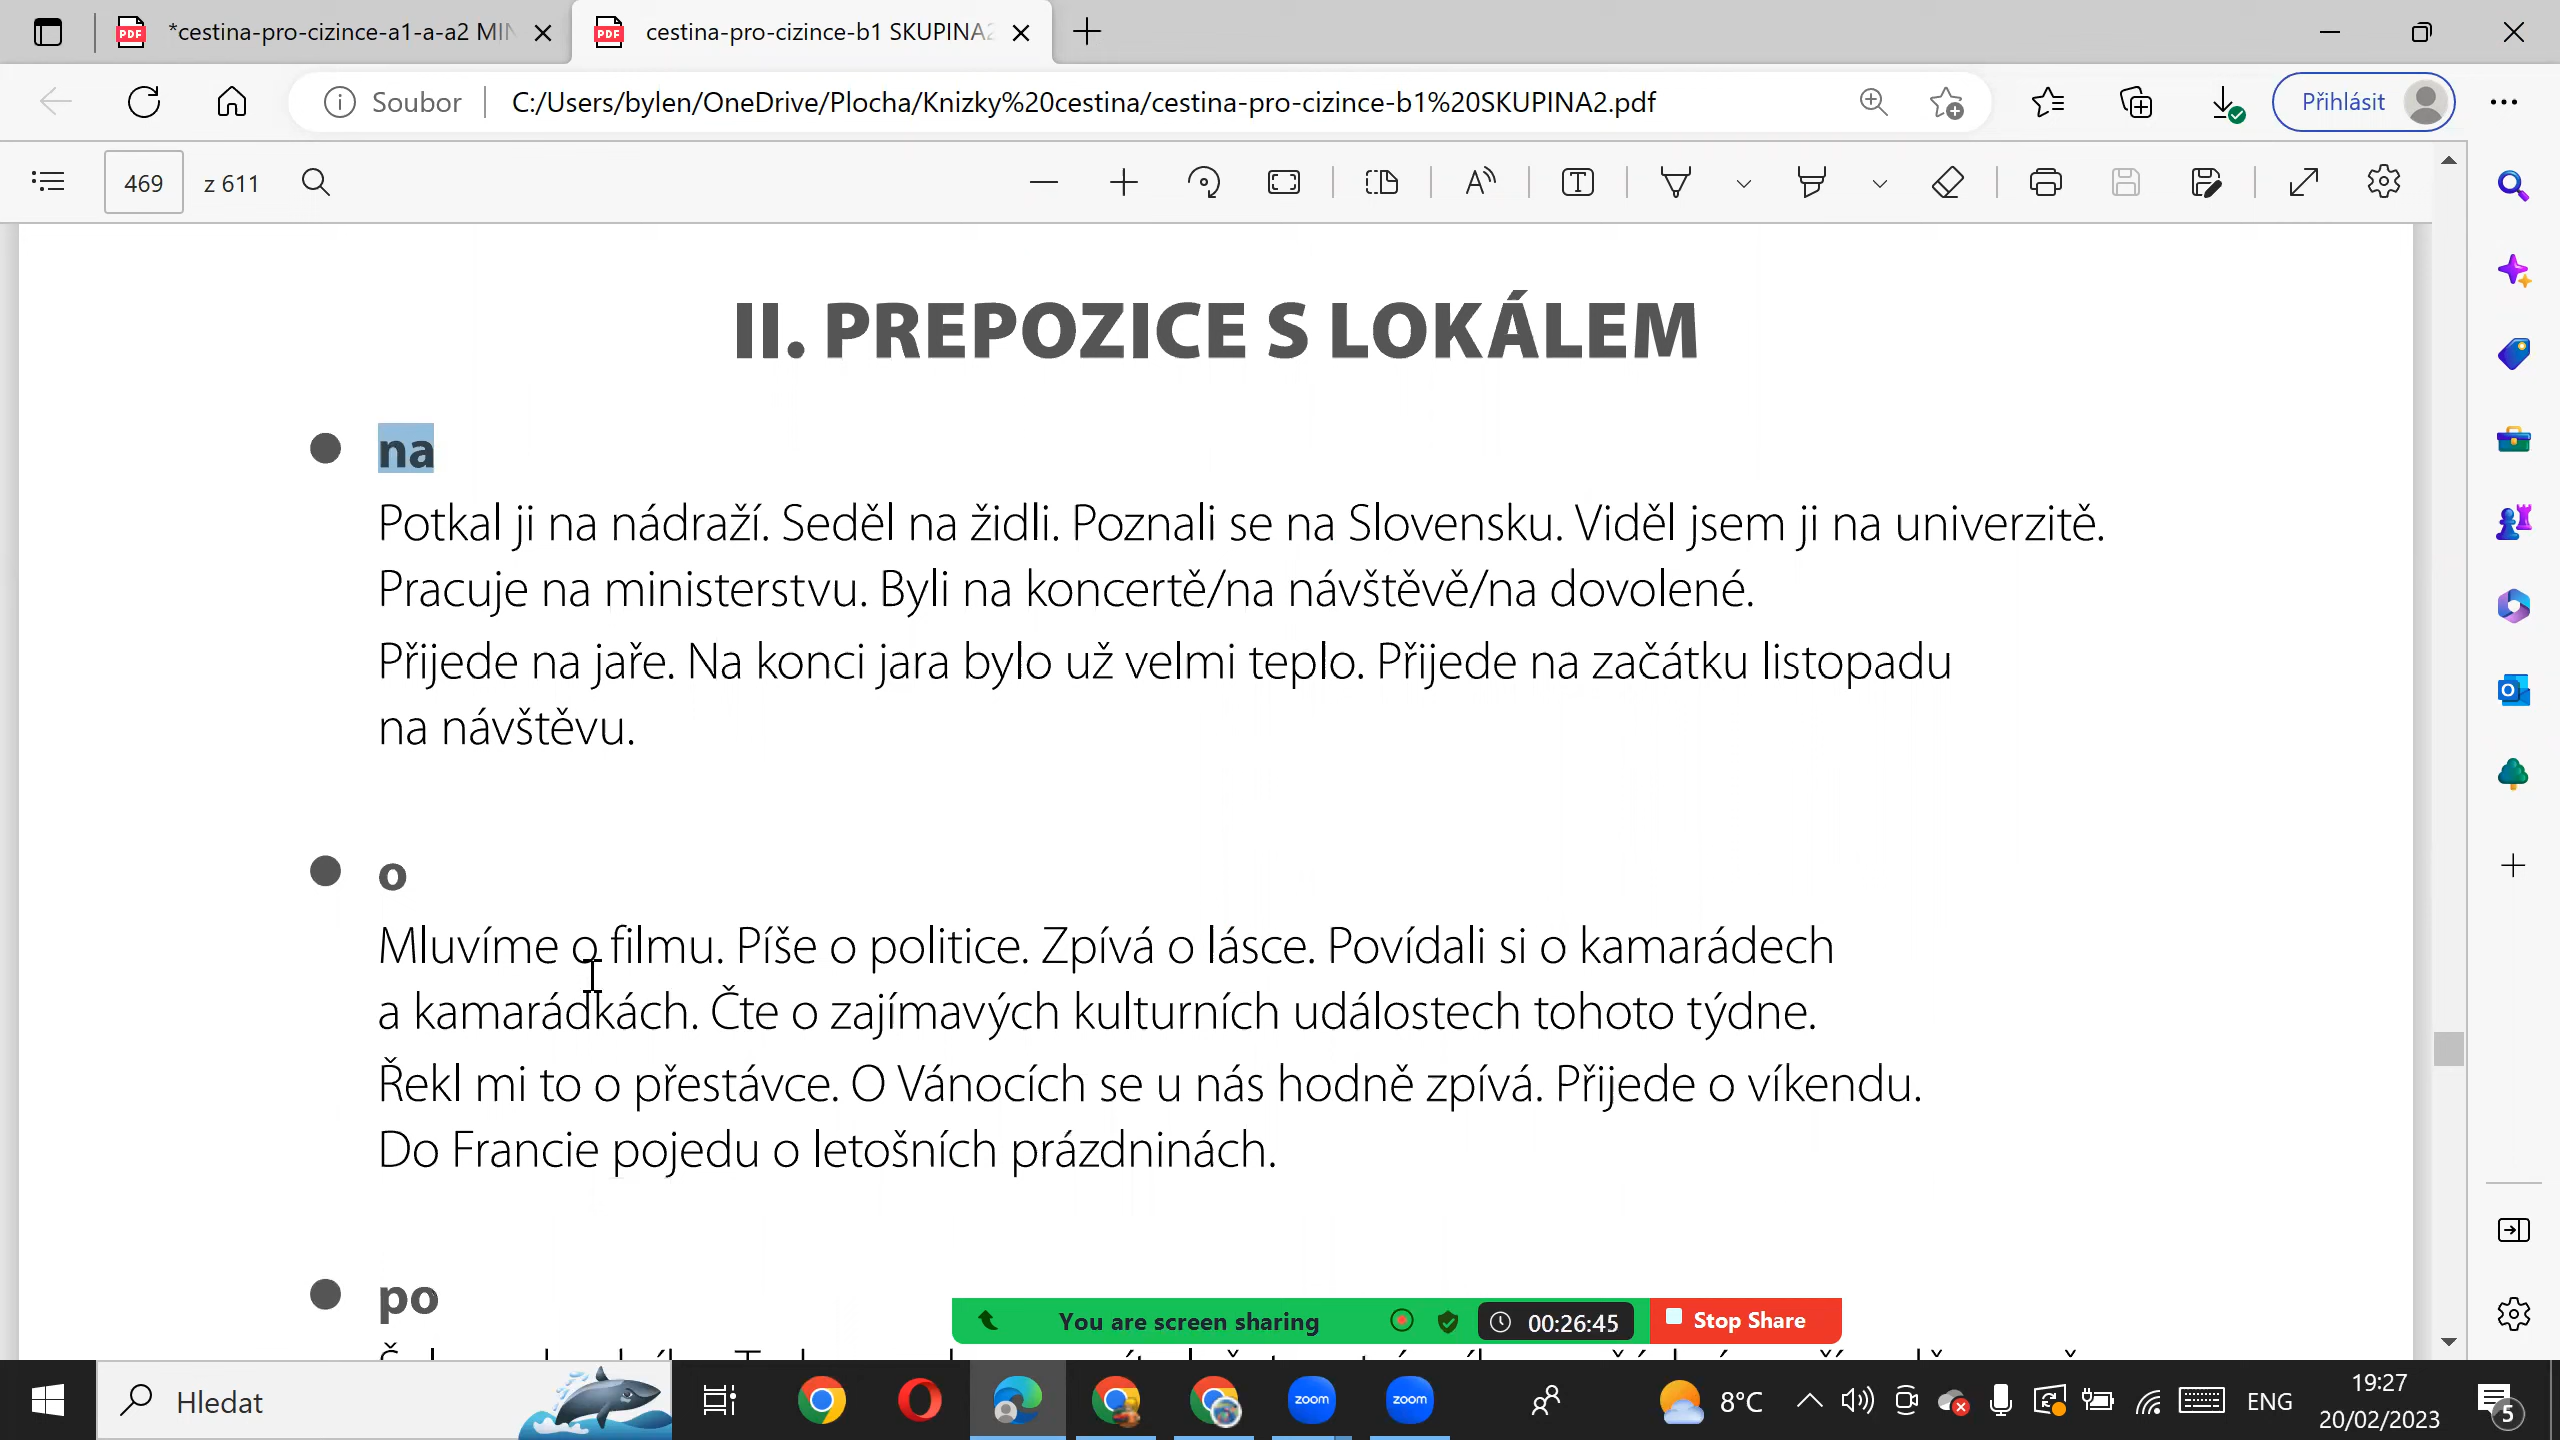 *cestina-pro-cizince-a1-a-a2 MIN
cestina-pro-cizince-b1 SKUPINA2
Soubor
C:/Users/bylen/OneDrive/Plocha/Knizky%20cestina/cestina-pro-cizince-b1%20SKUPINA2.pdf
Přihlásit
469 z 611
II. PREPOZICE S LOKÁLEM
na
Potkal ji na nádraží. Seděl na židli. Poznali se na Slovensku. Viděl jsem ji na univerzitě.
Pracuje na ministerstvu. Byli na koncertě/na návštěvě/na dovolené.
Přijede na jaře. Na konci jara bylo už velmi teplo. Přijede na začátku listopadu
na návštěvu.
o
Mluvíme o filmu. Píše o politice. Zpívá o lásce. Povídali si o kamarádech
a kamarádkách. Čte o zajímavých kulturních událostech tohoto týdne.
Řekl mi to o přestávce. O Vánocích se u nás hodně zpívá. Přijede o víkendu.
Do Francie pojedu o letošních prázdninách.
po
You are screen sharing
00:26:45
Stop Share
Hledat
zoom
zoom
8°C
ENG
19:27
20/02/2023
5